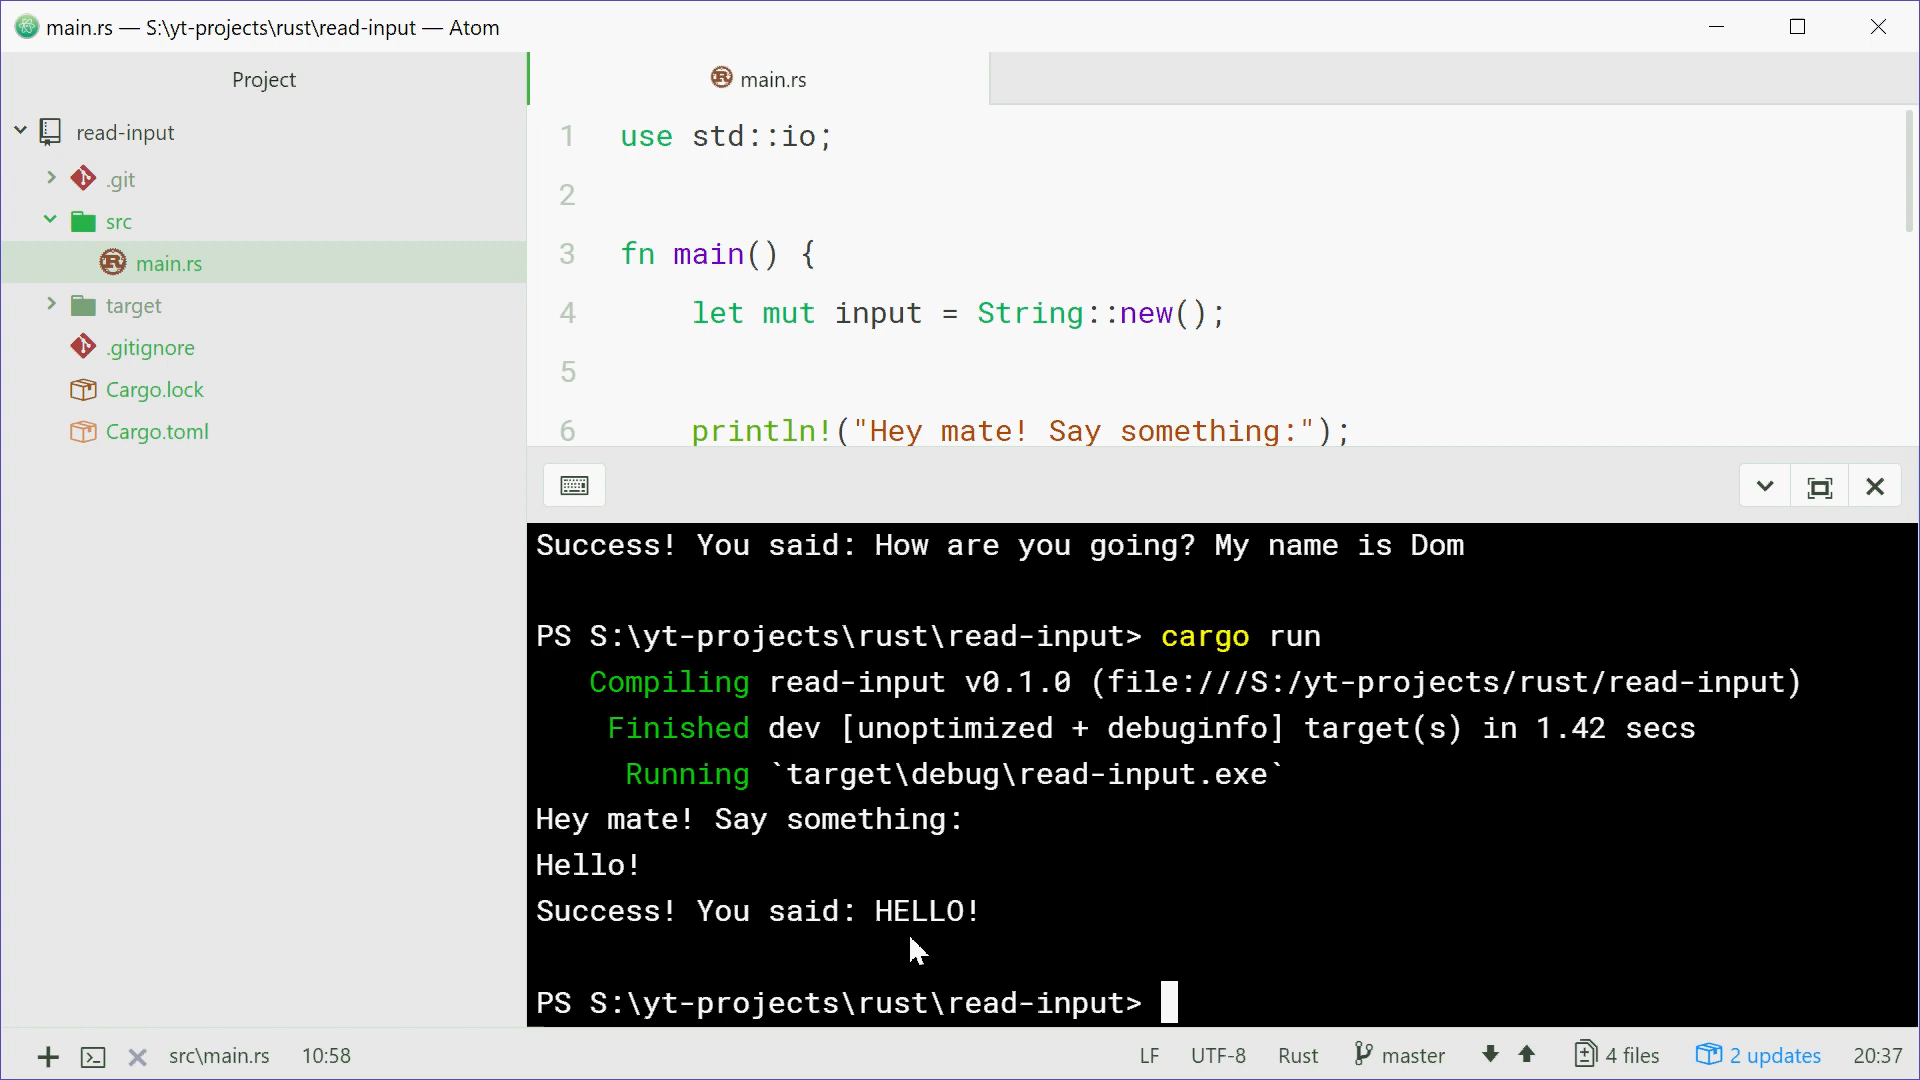 main.rs — S:\yt-projects\rust\read-input — Atom
Project
main.rs
read-input
.git
src
main.rs
target
.gitignore
Cargo.lock
Cargo.toml
1 use std::io;
2
3 fn main() {
4 let mut input = String::new();
5
6 println!("Hey mate! Say something:");
Success! You said: How are you going? My name is Dom
PS S:\yt-projects\rust\read-input> cargo run
Compiling read-input v0.1.0 (file:///S:/yt-projects/rust/read-input)
Finished dev [unoptimized + debuginfo] target(s) in 1.42 secs
Running `target\debug\read-input.exe`
Hey mate! Say something:
Hello!
Success! You said: HELLO!
PS S:\yt-projects\rust\read-input>
src\main.rs 10:58 LF UTF-8 Rust master 4 files 2 updates 20:37